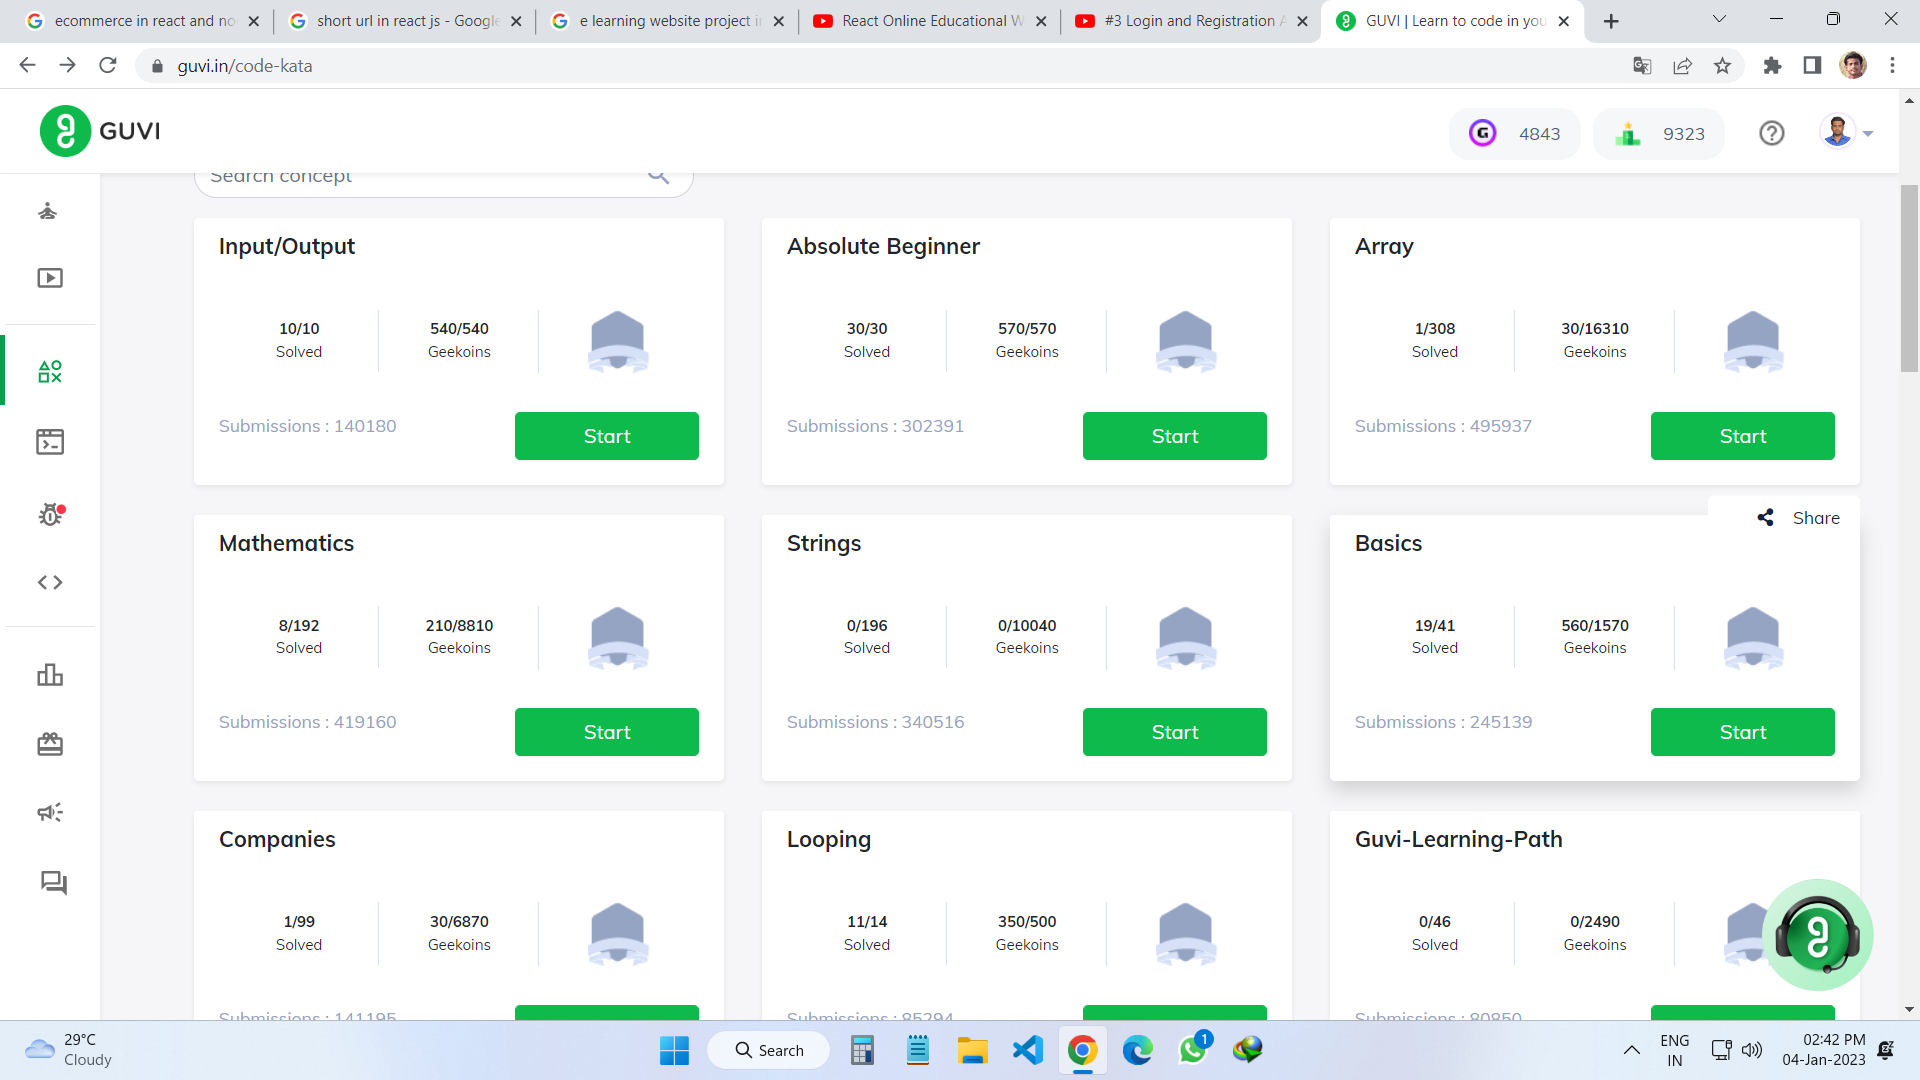 ecommerce in react and no
short url in react js - Google
e learning website project in
React Online Educational W
#3 Login and Registration A
GUVI | Learn to code in you
guvi.in/code-kata
GUVI
4843
9323
Search concept
Input/Output
10/10
Solved
540/540
Geekoins
Submissions : 140180
Start
Absolute Beginner
30/30
Solved
570/570
Geekoins
Submissions : 302391
Start
Array
1/308
Solved
30/16310
Geekoins
Submissions : 495937
Start
Mathematics
8/192
Solved
210/8810
Geekoins
Submissions : 419160
Start
Strings
0/196
Solved
0/10040
Geekoins
Submissions : 340516
Start
Share
Basics
19/41
Solved
560/1570
Geekoins
Submissions : 245139
Start
Companies
1/99
Solved
30/6870
Geekoins
Submissions : 141195
Looping
11/14
Solved
350/500
Geekoins
Submissions : 85294
Guvi-Learning-Path
0/46
Solved
0/2490
Geekoins
Submissions : 80850
29°C
Cloudy
Search
1
ENG
IN
02:42 PM
04-Jan-2023